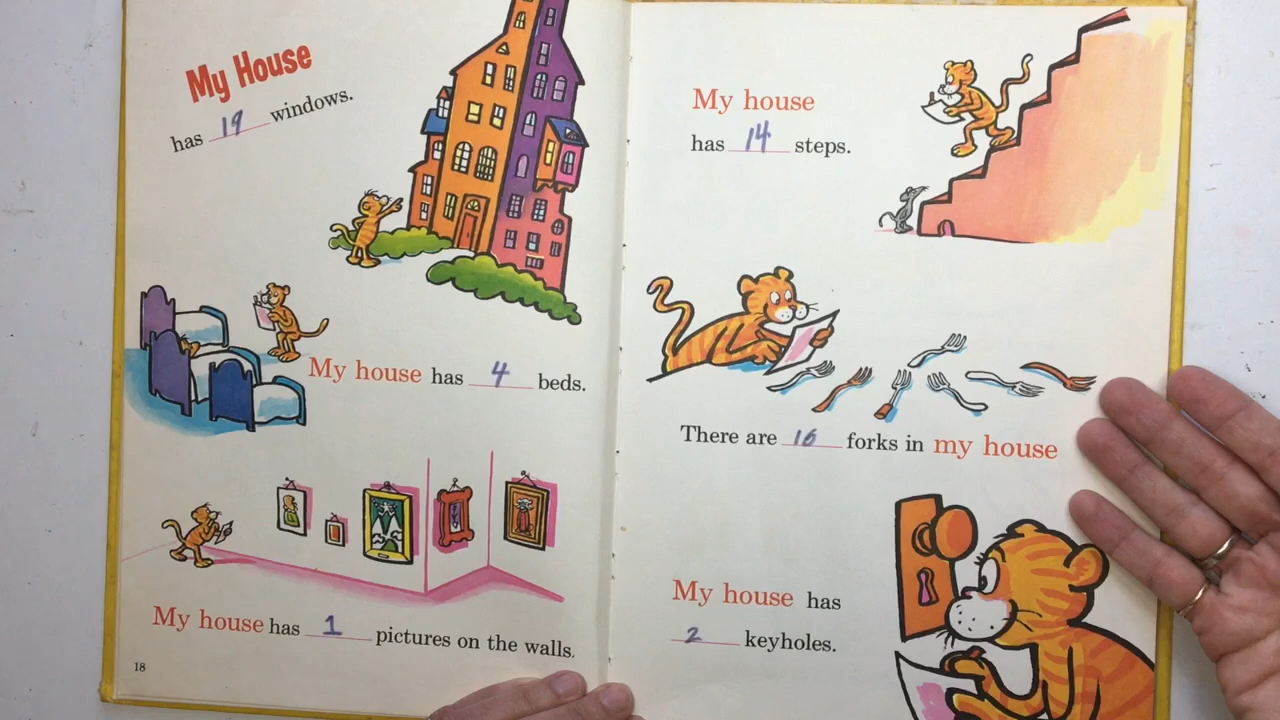 My House
has 19 windows.
My house has 4 beds.
My house has 1 pictures on the walls.
18
My house
has 14 steps.
There are 16 forks in my house
My house has
2 keyholes.